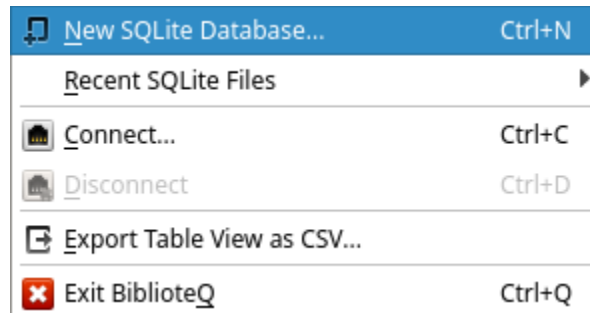 New SQLite Database... Ctrl+N
Recent SQLite Files
Connect... Ctrl+C
Disconnect Ctrl+D
Export Table View as CSV...
Exit BiblioteQ Ctrl+Q